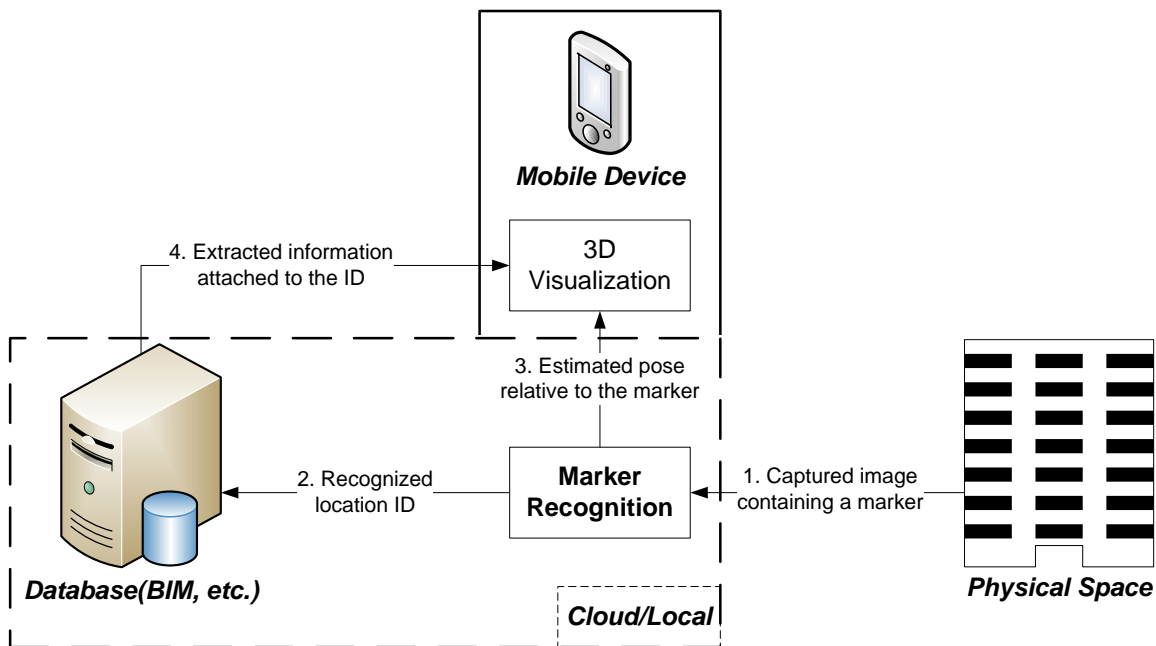 Mobile Device
3D
Visualization
4. Extracted information
attached to the ID
3. Estimated pose
relative to the marker
Marker
Recognition
2. Recognized
location ID
1. Captured image
containing a marker
Database(BIM, etc.)
Physical Space
Cloud/Local